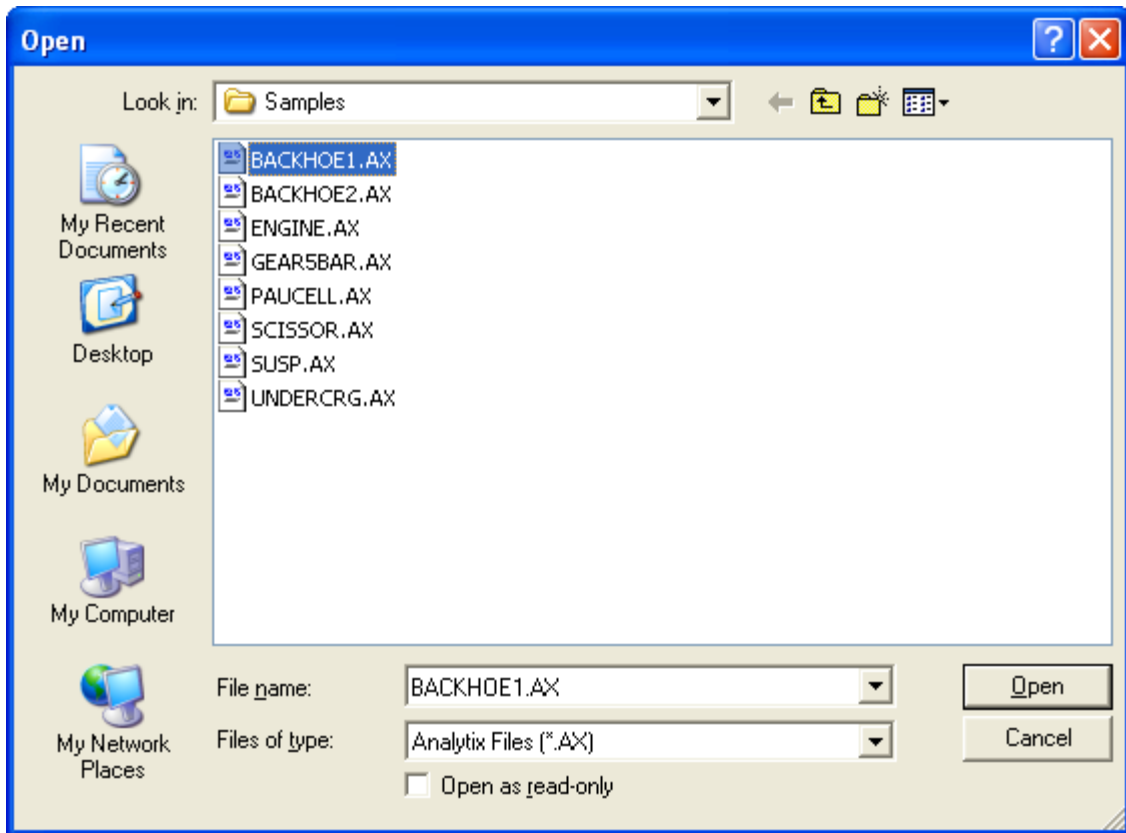 Open
Look in: Samples
My Recent
Documents
Desktop
My Documents
My Computer
My Network
Places
BACKHOE1.AX
BACKHOE2.AX
ENGINE.AX
GEAR5BAR.AX
PAUCELL.AX
SCISSOR.AX
SUSP.AX
UNDERCRG.AX
File name: BACKHOE1.AX Open
Files of type: Analytix Files (*.AX) Cancel
Open as read-only